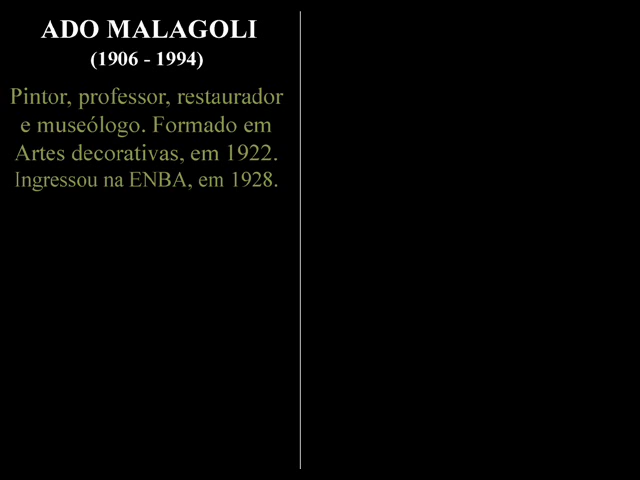 ADO MALAGOLI
(1906 - 1994)
Pintor, professor, restaurador
e museólogo. Formado em
Artes decorativas, em 1922.
Ingressou na ENBA, em 1928.